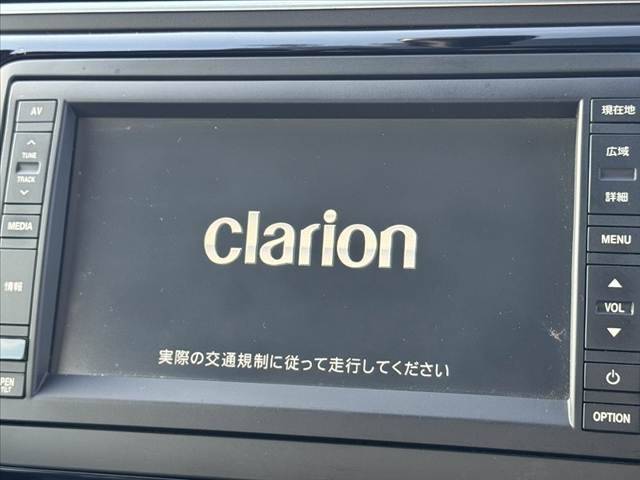 AV
TUNE
TRACK
MEDIA
情報
TILT
clarion
実際の交通規制に従って走行してください
現在地
広域
詳細
MENU
VOL
OPTION